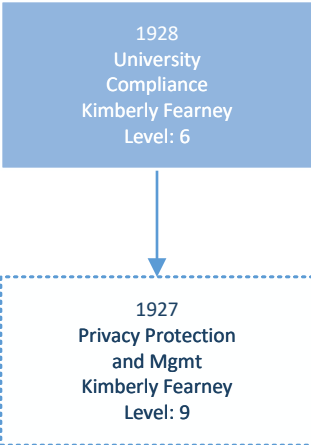 1928
University
Compliance
Kimberly Fearney
Level: 6
1927
Privacy Protection
and Mgmt
Kimberly Fearney
Level: 9